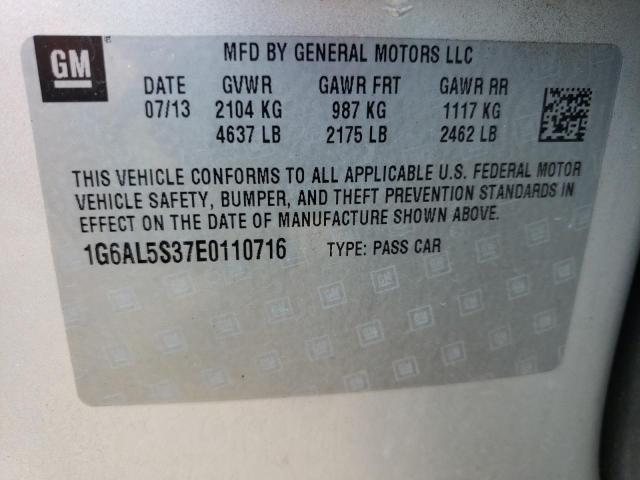 GM
MFD BY GENERAL MOTORS LLC
DATE GVWR GAWR FRT GAWR RR
07/13 2104 KG 987 KG 1117 KG
4637 LB 2175 LB 2462 LB
THIS VEHICLE CONFORMS TO ALL APPLICABLE U.S. FEDERAL MOTOR
VEHICLE SAFETY, BUMPER, AND THEFT PREVENTION STANDARDS IN
EFFECT ON THE DATE OF MANUFACTURE SHOWN ABOVE.
1G6AL5S37E0110716 TYPE: PASS CAR